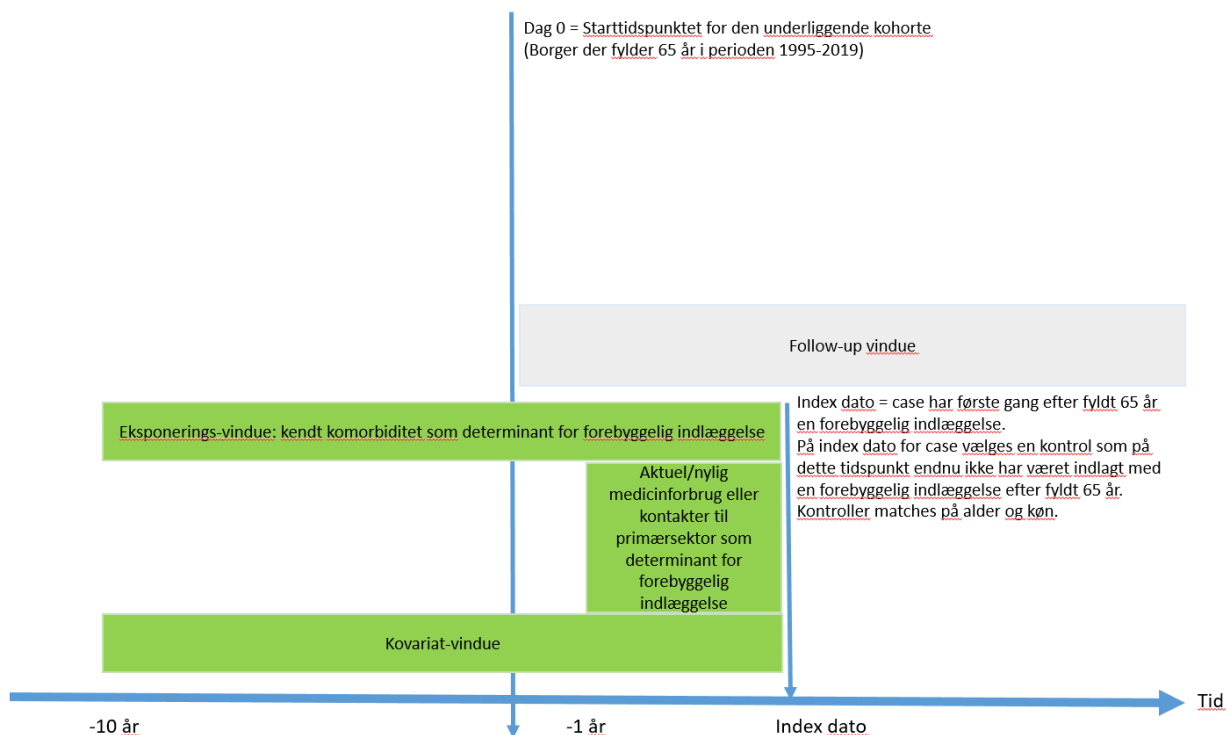 Dag 0 = Starttidspunktet for den underliggende kohorte
(Borger der fylder 65 år i perioden 1995-2019)
Follow-up vindue
Eksponerings-vindue: kendt komorbiditet som determinant for forebyggelig indlæggelse
Index dato = case har første gang efter fyldt 65 år
en forebyggelig indlæggelse.
På index dato for case vælges en kontrol som på
dette tidspunkt endnu ikke har været indlagt med
en forebyggelig indlæggelse efter fyldt 65 år.
Kontroller matches på alder og køn.
Aktuel/nylig
medicinforbrug eller
kontakter til
primærsektor som
determinant for
forebyggelig
indlæggelse
Kovariat-vindue
Tid
-10 år
-1 år
Index dato